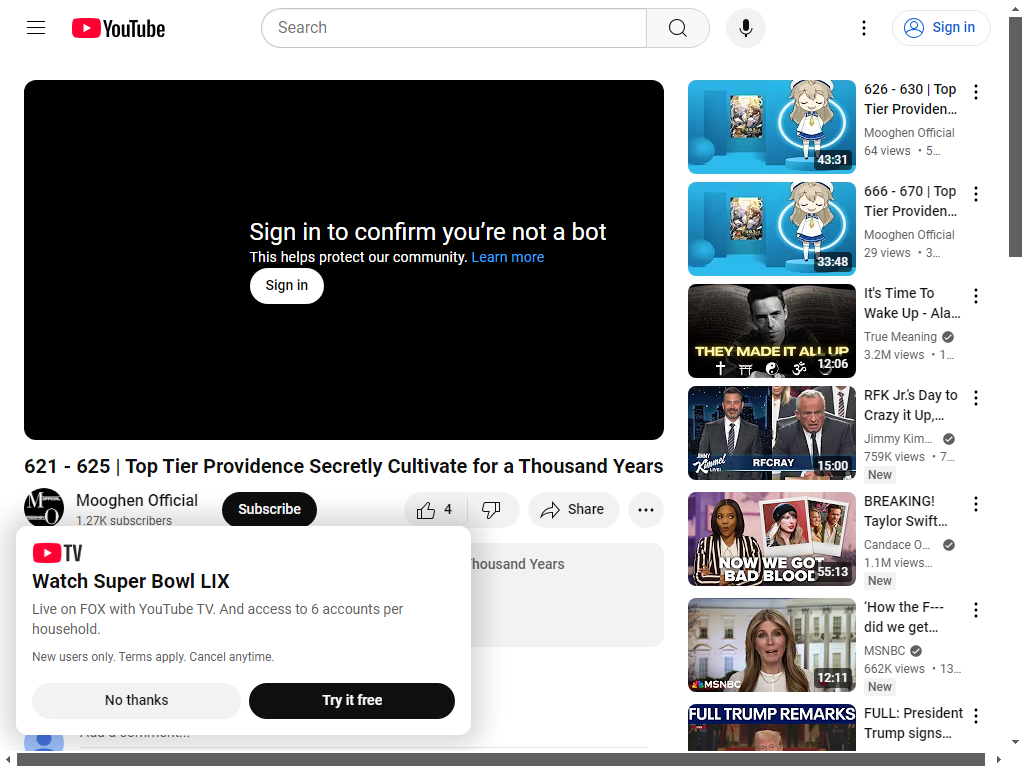 YouTube
Search
Sign in
Sign in to confirm you’re not a bot
This helps protect our community. Learn more
Sign in
621 - 625 | Top Tier Providence Secretly Cultivate for a Thousand Years
Mooghen Official
1.27K subscribers
Subscribe
4
Share
Thousand Years
TV
Watch Super Bowl LIX
Live on FOX with YouTube TV. And access to 6 accounts per
household.
New users only. Terms apply. Cancel anytime.
No thanks
Try it free
Add a comment...
43:31
626 - 630 | Top
Tier Providen...
Mooghen Official
64 views • 5...
33:48
666 - 670 | Top
Tier Providen...
Mooghen Official
29 views • 3...
THEY MADE IT ALL UP
12:06
It's Time To
Wake Up - Ala...
True Meaning
3.2M views • 1...
JIMMY
Kimmel
LIVE!
RFCRAY
15:00
RFK Jr.’s Day to
Crazy it Up,...
Jimmy Kim...
759K views • 7...
New
NOW WE GOT
BAD BLOOD
55:13
BREAKING!
Taylor Swift...
Candace O...
1.1M views...
New
MSNBC
12:11
‘How the F---
did we get...
MSNBC
662K views • 13...
New
FULL TRUMP REMARKS
FULL: President
Trump signs...